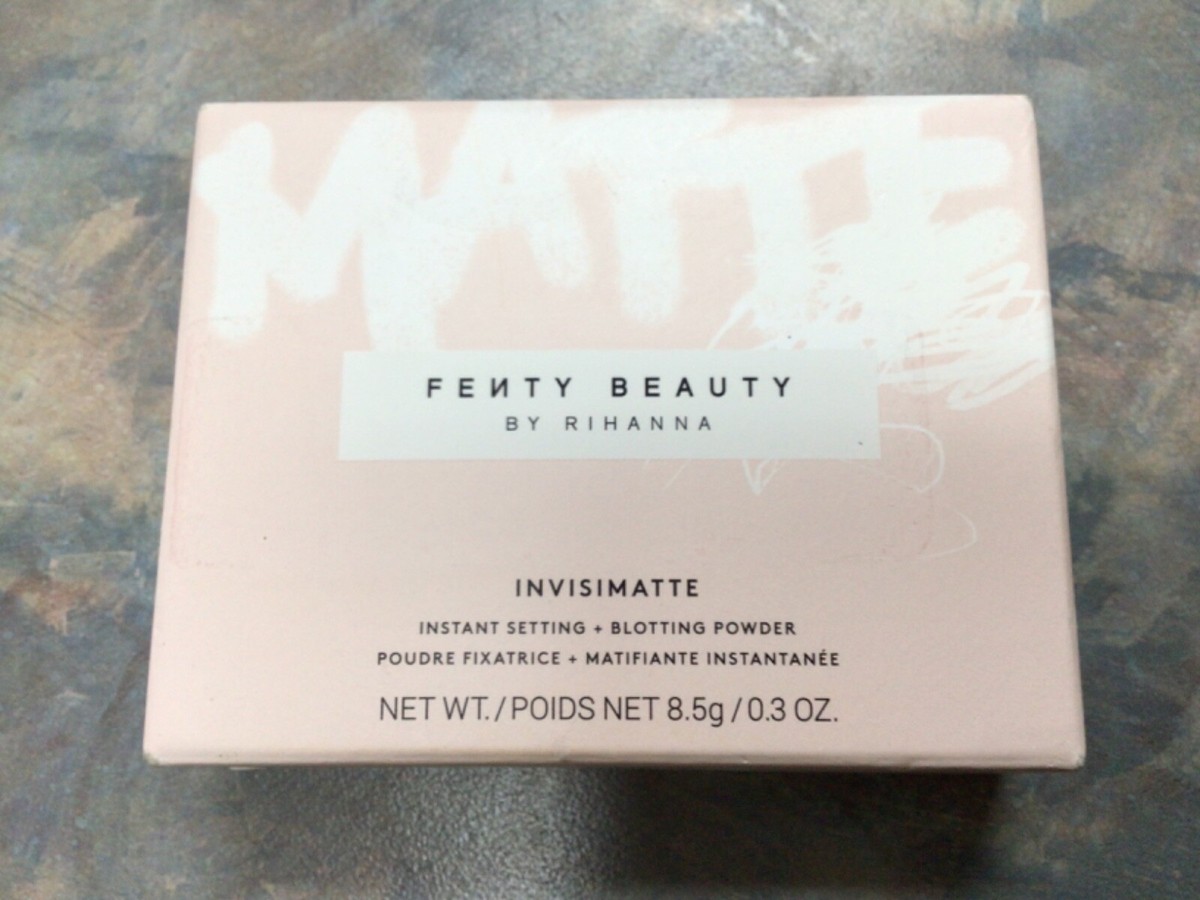 MATTE
FEИTY BEAUTY
BY RIHANNA
INVISIMATTE
INSTANT SETTING + BLOTTING POWDER
POUDRE FIXATRICE + MATIFIANTE INSTANTANÉE
NET WT./POIDS NET 8.5g/0.3 OZ.